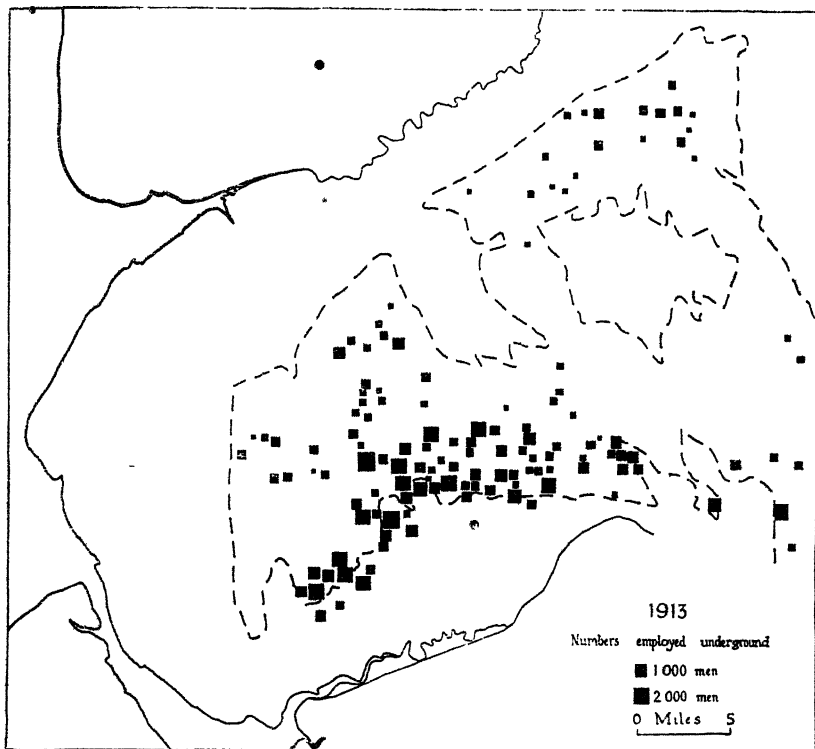 1913
Numbers employed underground
1 000 men
2 000 men
0 Miles 5